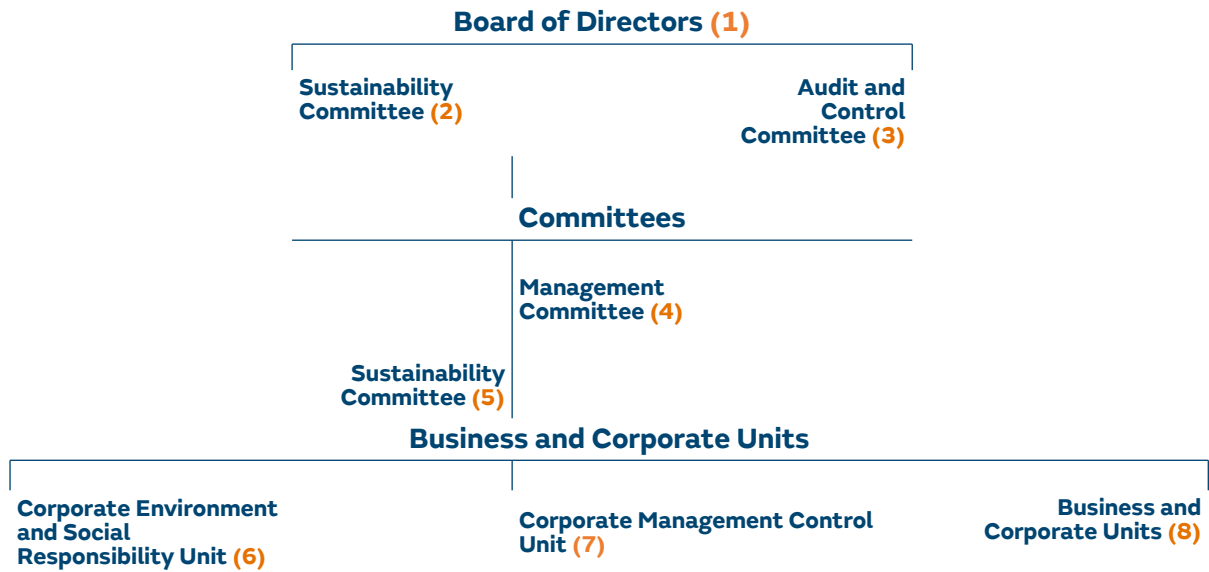 Board of Directors (1)
Sustainability
Committee (2)
Audit and
Control
Committee (3)
Committees
Management
Committee (4)
Sustainability
Committee (5)
Business and Corporate Units
Corporate Environment
and Social
Responsibility Unit (6)
Corporate Management Control
Unit (7)
Business and
Corporate Units (8)